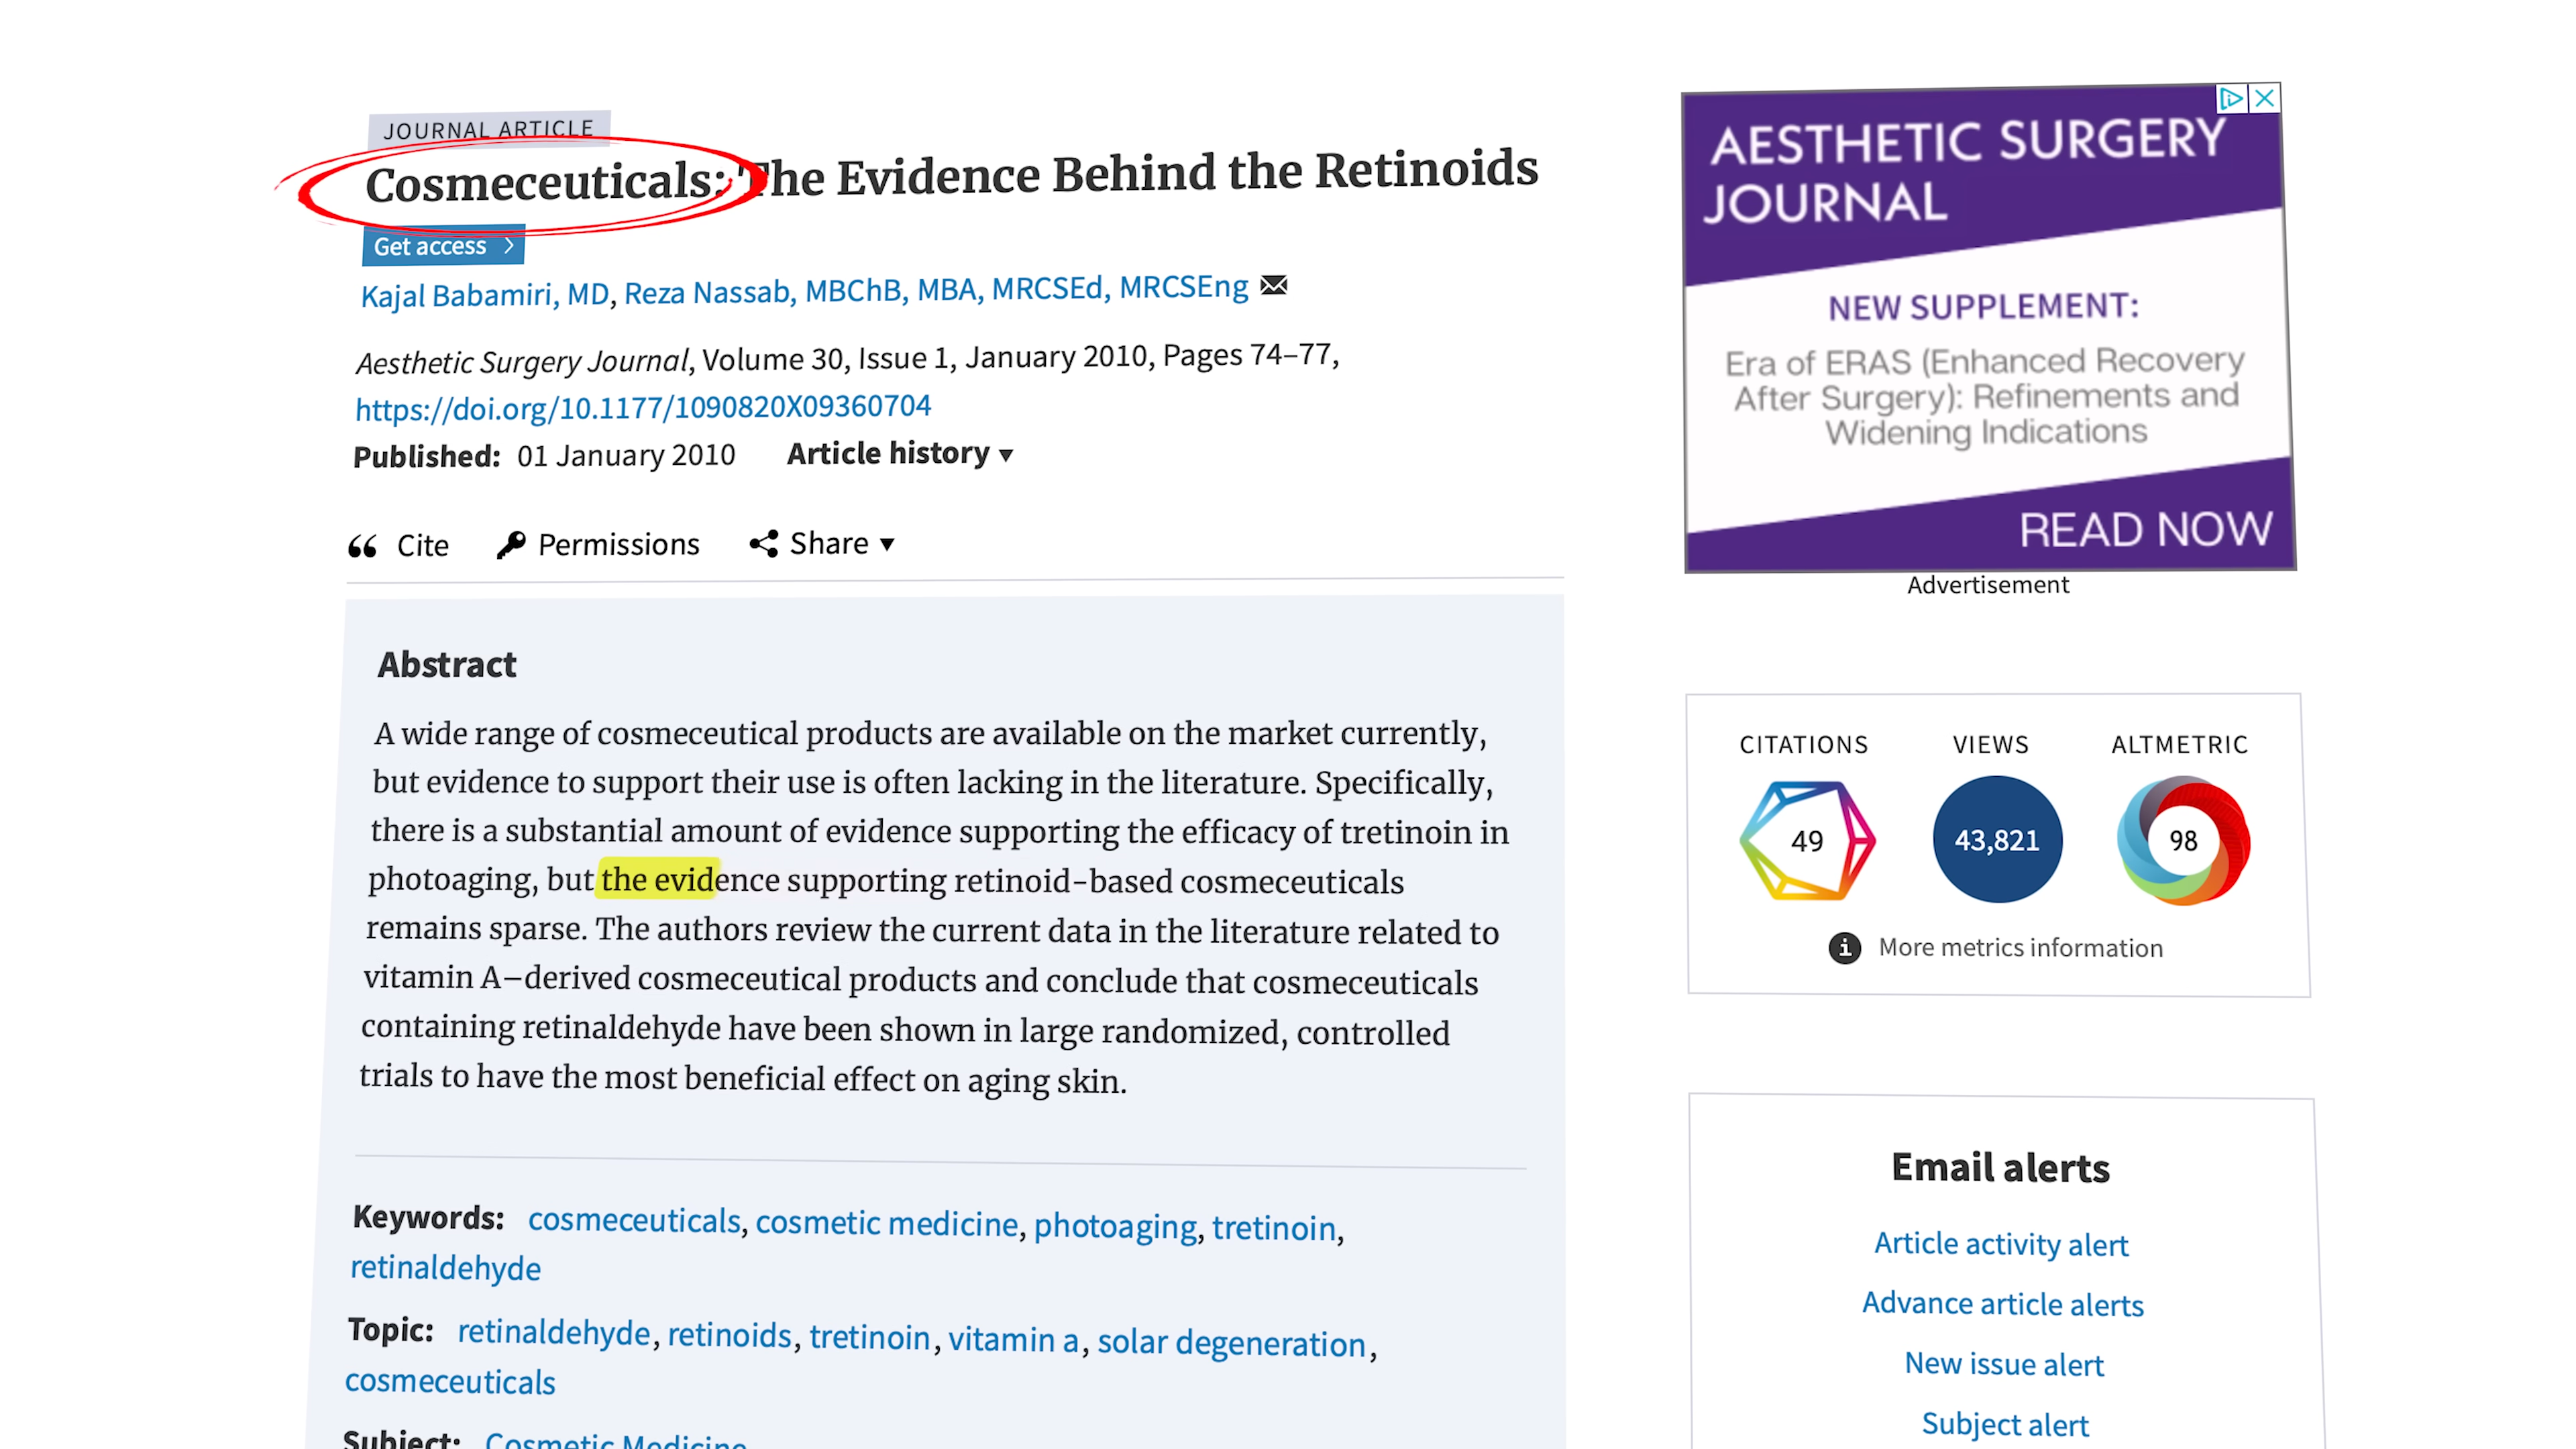 JOURNAL ARTICLE
Cosmeceuticals: The Evidence Behind the Retinoids
Get access
Kajal Babamiri, MD, Reza Nassab, MBChB, MBA, MRCSEd, MRCSEng
Aesthetic Surgery Journal, Volume 30, Issue 1, January 2010, Pages 74–77,
https://doi.org/10.1177/1090820X09360704
Published: 01 January 2010 Article history
Cite Permissions Share
Abstract
A wide range of cosmeceutical products are available on the market currently,
but evidence to support their use is often lacking in the literature. Specifically,
there is a substantial amount of evidence supporting the efficacy of tretinoin in
photoaging, but the evidence supporting retinoid-based cosmeceuticals
remains sparse. The authors review the current data in the literature related to
vitamin A–derived cosmeceutical products and conclude that cosmeceuticals
containing retinaldehyde have been shown in large randomized, controlled
trials to have the most beneficial effect on aging skin.
Keywords: cosmeceuticals, cosmetic medicine, photoaging, tretinoin,
retinaldehyde
Topic: retinaldehyde, retinoids, tretinoin, vitamin a, solar degeneration,
cosmeceuticals
Subject: Cosmetic Medicine
AESTHETIC SURGERY
JOURNAL
NEW SUPPLEMENT:
Era of ERAS (Enhanced Recovery
After Surgery): Refinements and
Widening Indications
READ NOW
Advertisement
CITATIONS VIEWS ALTMETRIC
49 43,821 98
More metrics information
Email alerts
Article activity alert
Advance article alerts
New issue alert
Subject alert